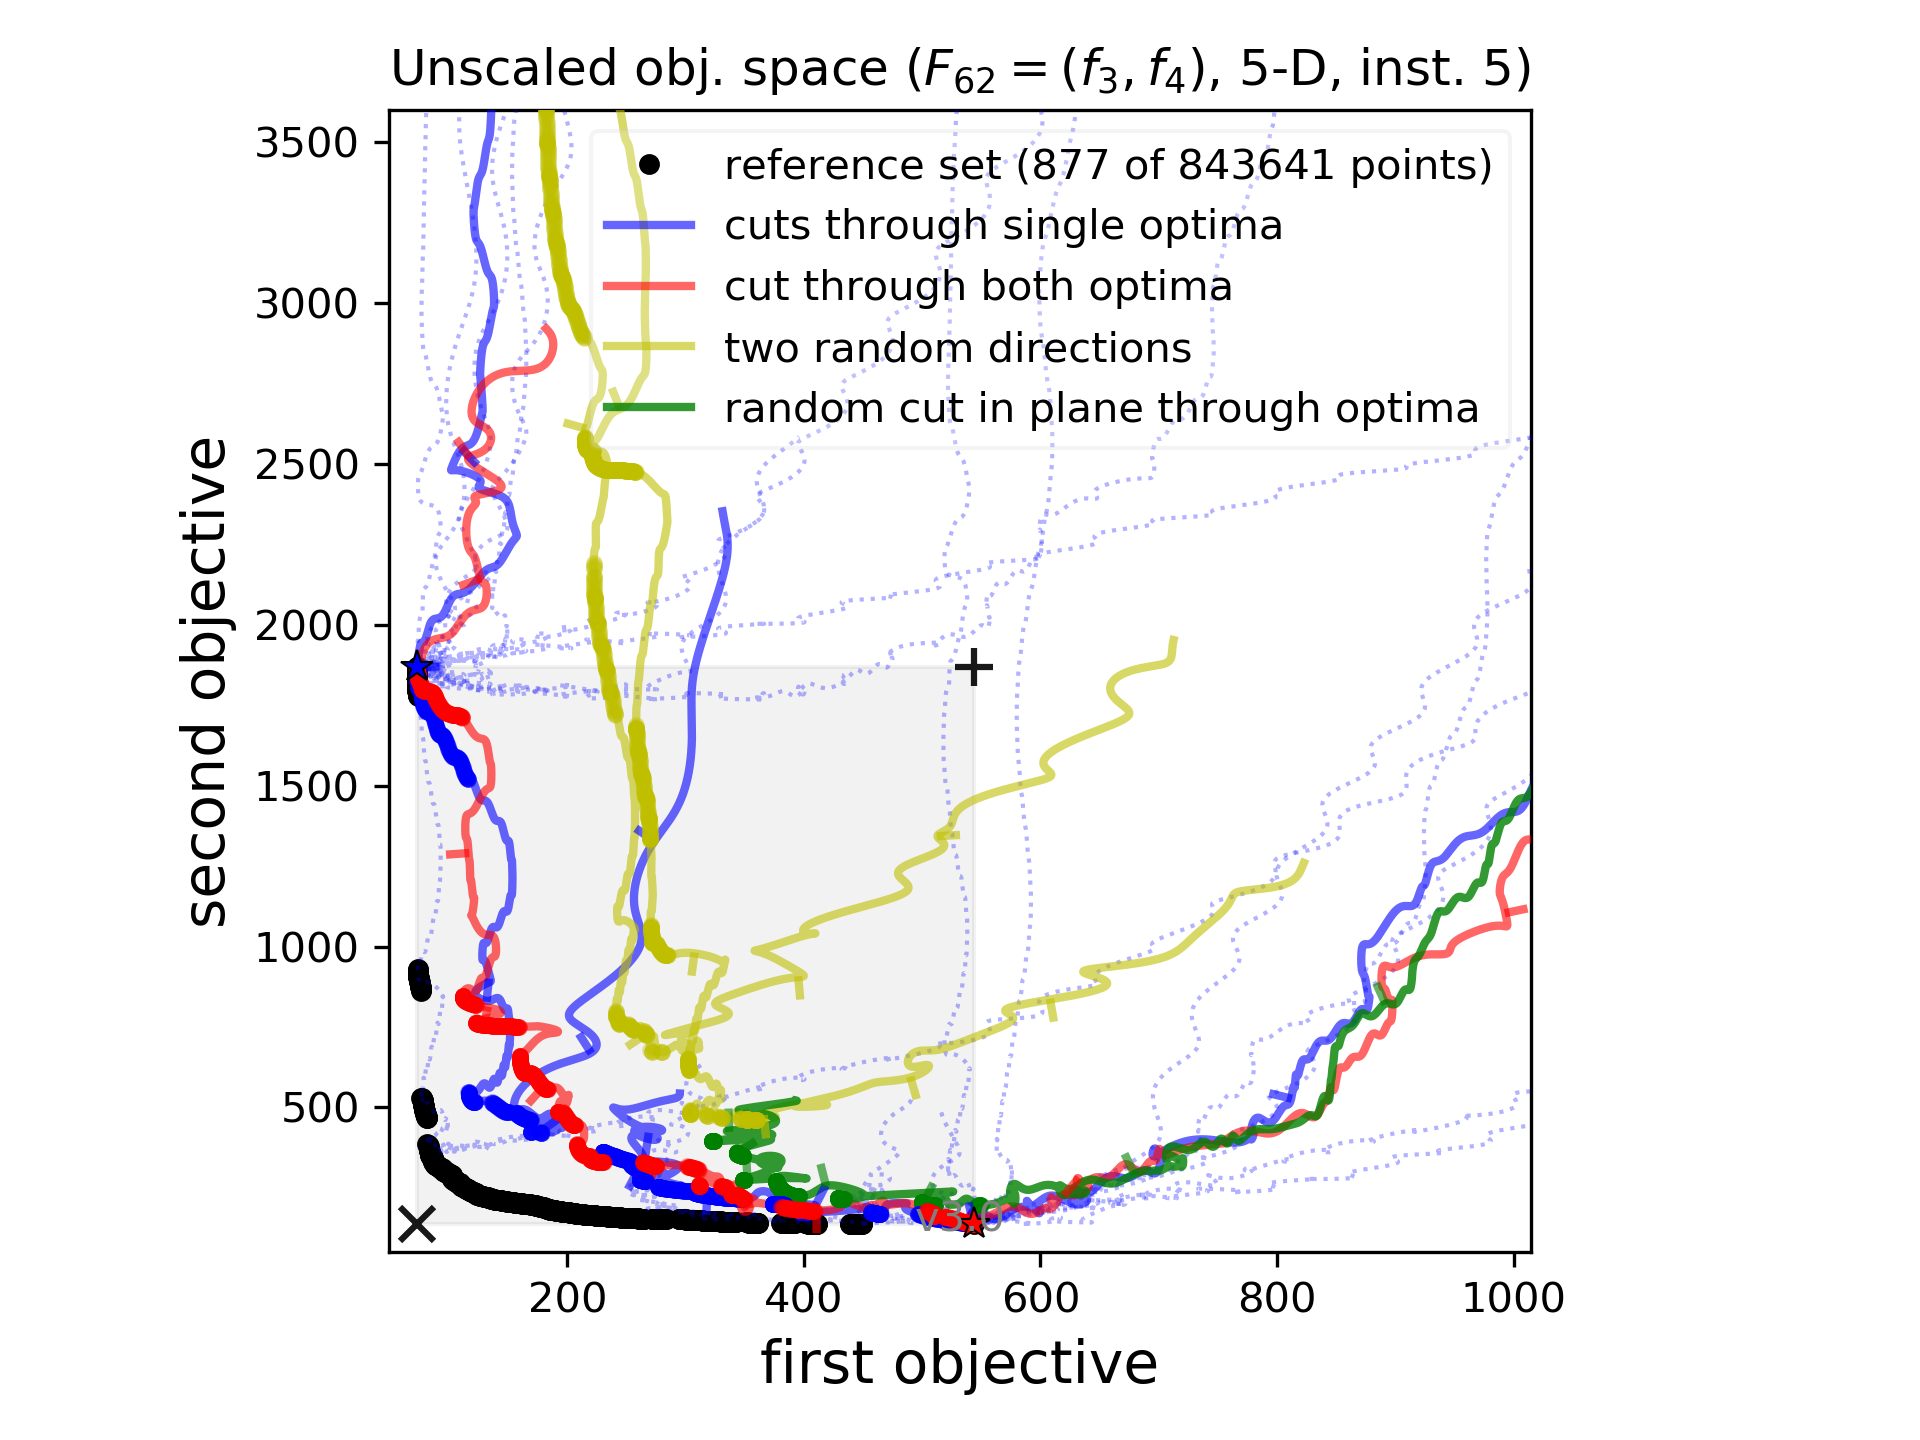 Unscaled obj. space (F62 = (f3, f4), 5-D, inst. 5)
reference set (877 of 843641 points)
cuts through single optima
cut through both optima
two random directions
random cut in plane through optima
3500
3000
2500
2000
1500
1000
500
second objective
200
400
600
800
1000
first objective